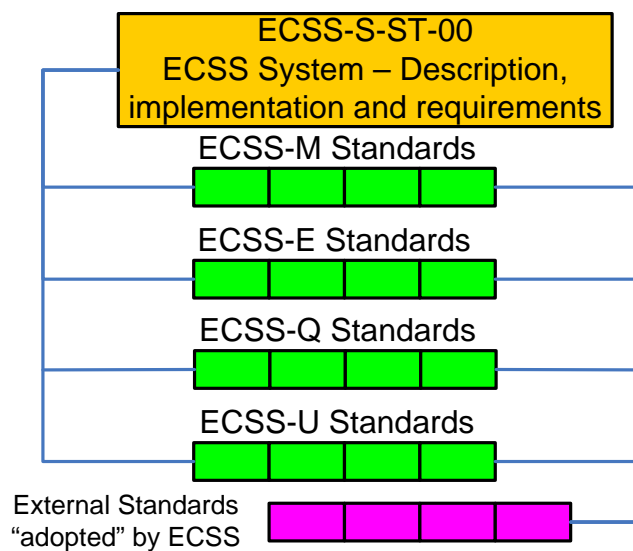 ECSS-S-ST-00
ECSS System – Description,
implementation and requirements
ECSS-M Standards
ECSS-E Standards
ECSS-Q Standards
ECSS-U Standards
External Standards
“adopted” by ECSS